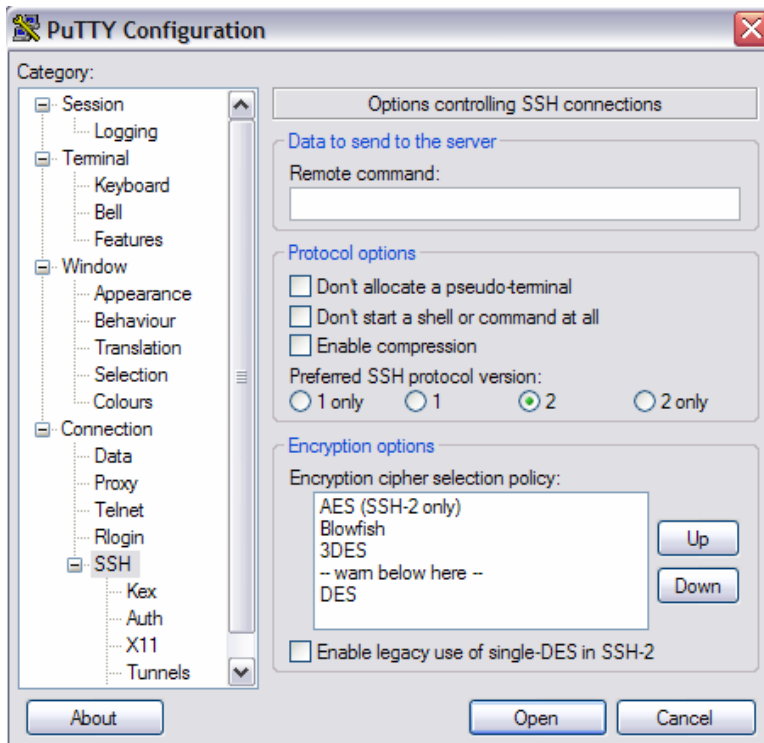 PuTTY Configuration
Category:
Session
Logging
Terminal
Keyboard
Bell
Features
Window
Appearance
Behaviour
Translation
Selection
Colours
Connection
Data
Proxy
Telnet
Rlogin
SSH
Kex
Auth
X11
Tunnels
Options controlling SSH connections
Data to send to the server
Remote command:
Protocol options
Don't allocate a pseudo-terminal
Don't start a shell or command at all
Enable compression
Preferred SSH protocol version:
1 only 1 2 2 only
Encryption options
Encryption cipher selection policy:
AES (SSH-2 only)
Blowfish
3DES
-- warn below here --
DES
Up
Down
Enable legacy use of single-DES in SSH-2
About Open Cancel